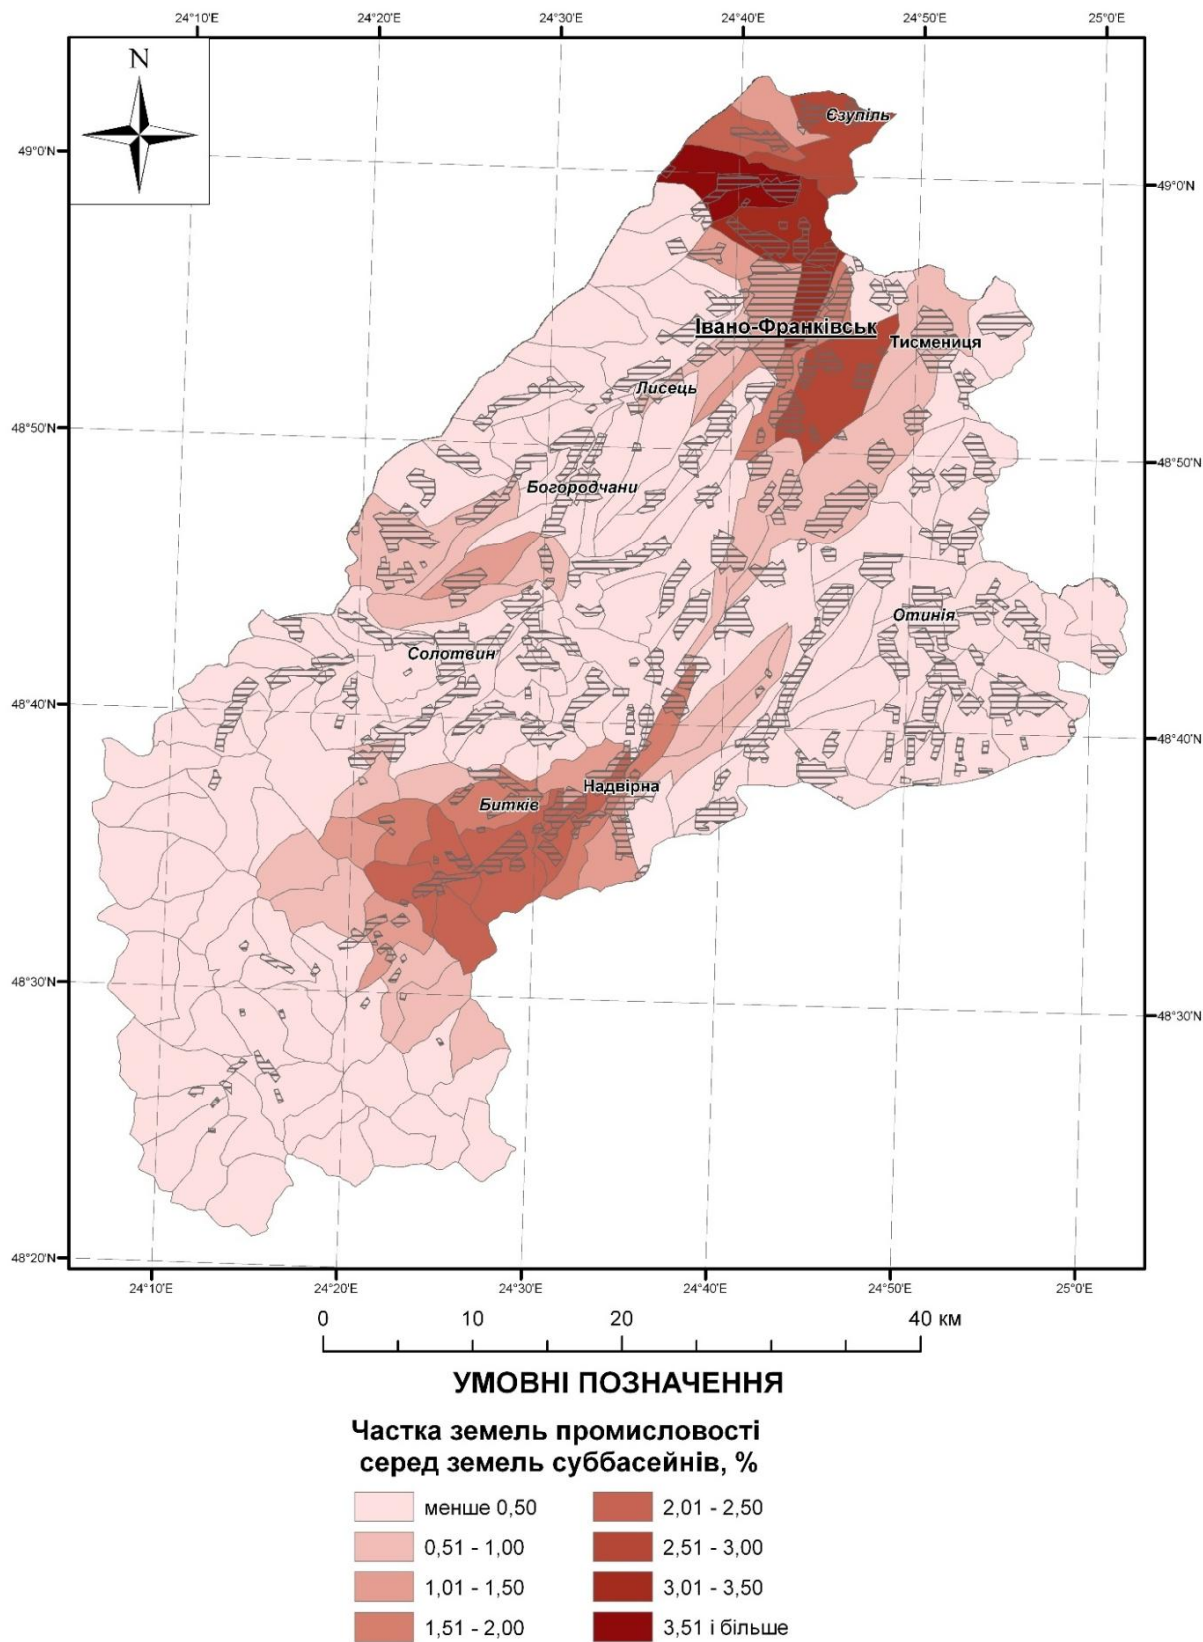 24°10'E 24°20'E 24°30'E 24°40'E 24°50'E 25°0'E
N
Єзупіль
49°0'N 49°0'N
Івано-Франківськ
Тисмениця
Лисець
48°50'N 48°50'N
Богородчани
Отинія
Солотвин
48°40'N 48°40'N
Надвірна
Битків
48°30'N 48°30'N
48°20'N
24°10'E 24°20'E 24°30'E 24°40'E 24°50'E 25°0'E
0 10 20 40 км
УМОВНІ ПОЗНАЧЕННЯ
Частка земель промисловості
серед земель суббасейнів, %
менше 0,50 2,01 - 2,50
0,51 - 1,00 2,51 - 3,00
1,01 - 1,50 3,01 - 3,50
1,51 - 2,00 3,51 і більше